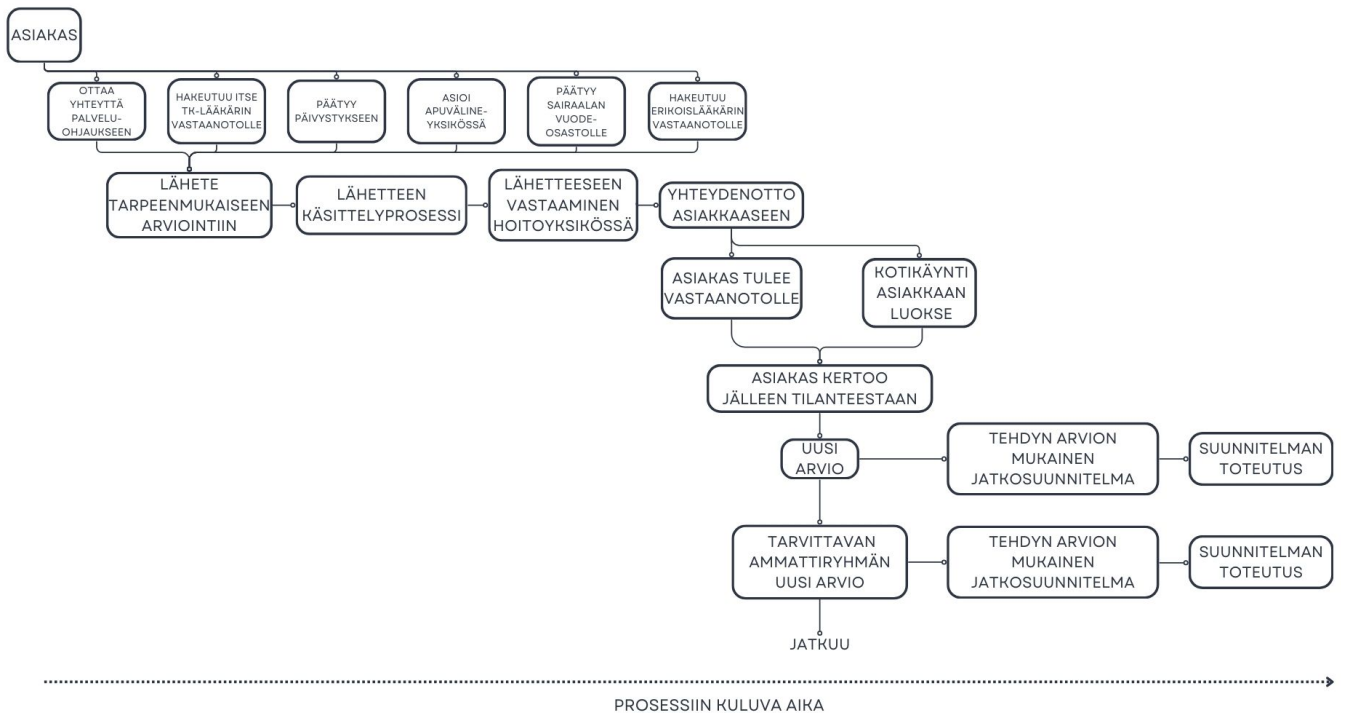 ASIAKAS
OTTAA
YHTEYTTÄ
PALVELU-
OHJAUKSEEN
HAKEUTUU ITSE
TK-LÄÄKÄRIN
VASTAANOTOLLE
PÄÄTYY
PÄIVYSTYKSEEN
ASIOI
APUVÄLINE-
YKSIKÖSSÄ
PÄÄTYY
SAIRAALAN
VUODE-
OSASTOLLE
HAKEUTUU
ERIKOISLÄÄKÄRIN
VASTAANOTOLLE
LÄHETE
TARPEENMUKAISEEN
ARVIOINTIIN
LÄHETTEEN
KÄSITTELYPROSESSI
LÄHETTEESEEN
VASTAAMINEN
HOITOYKSIKÖSSÄ
YHTEYDENOTTO
ASIAKKAASEEN
ASIAKAS TULEE
VASTAANOTOLLE
KOTIKÄYNTI
ASIAKKAAN
LUOKSE
ASIAKAS KERTOO
JÄLLEEN TILANTEESTAAN
UUSI
ARVIO
TEHDYN ARVION
MUKAINEN
JATKOSUUNNITELMA
SUUNNITELMAN
TOTEUTUS
TARVITTAVAN
AMMATTIRYHMÄN
UUSI ARVIO
TEHDYN ARVION
MUKAINEN
JATKOSUUNNITELMA
SUUNNITELMAN
TOTEUTUS
JATKUU
PROSESSIIN KULUVA AIKA